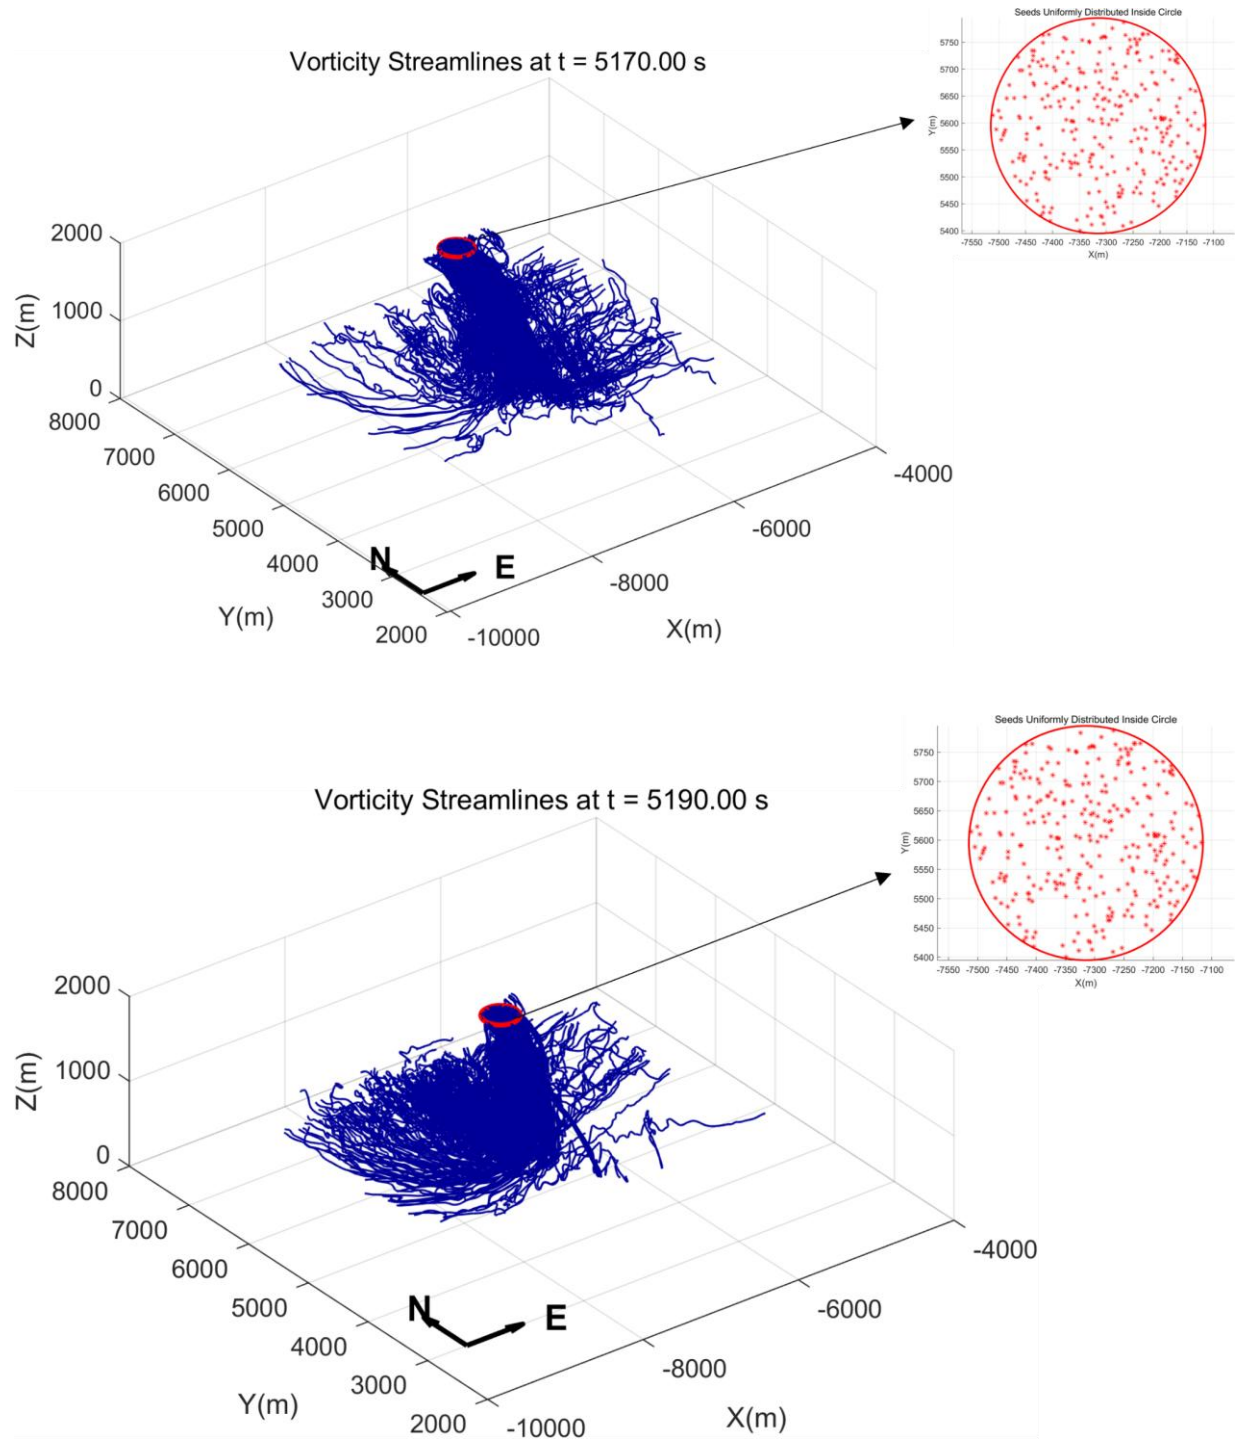 Seeds Uniformly Distributed Inside Circle
Vorticity Streamlines at t = 5170.00 s
5750
5700
5650
5600
5550
5500
5450
5400
Y(m)
-7550 -7500 -7450 -7400 -7350 -7300 -7250 -7200 -7150 -7100
X(m)
2000
1000
0
Z(m)
8000
7000
6000
5000
4000
3000
2000
Y(m)
N
E
-4000
-6000
-8000
-10000
X(m)
Seeds Uniformly Distributed Inside Circle
Vorticity Streamlines at t = 5190.00 s
5750
5700
5650
5600
5550
5500
5450
5400
Y(m)
-7550 -7500 -7450 -7400 -7350 -7300 -7250 -7200 -7150 -7100
X(m)
2000
1000
0
Z(m)
8000
7000
6000
5000
4000
3000
2000
Y(m)
N
E
-4000
-6000
-8000
-10000
X(m)